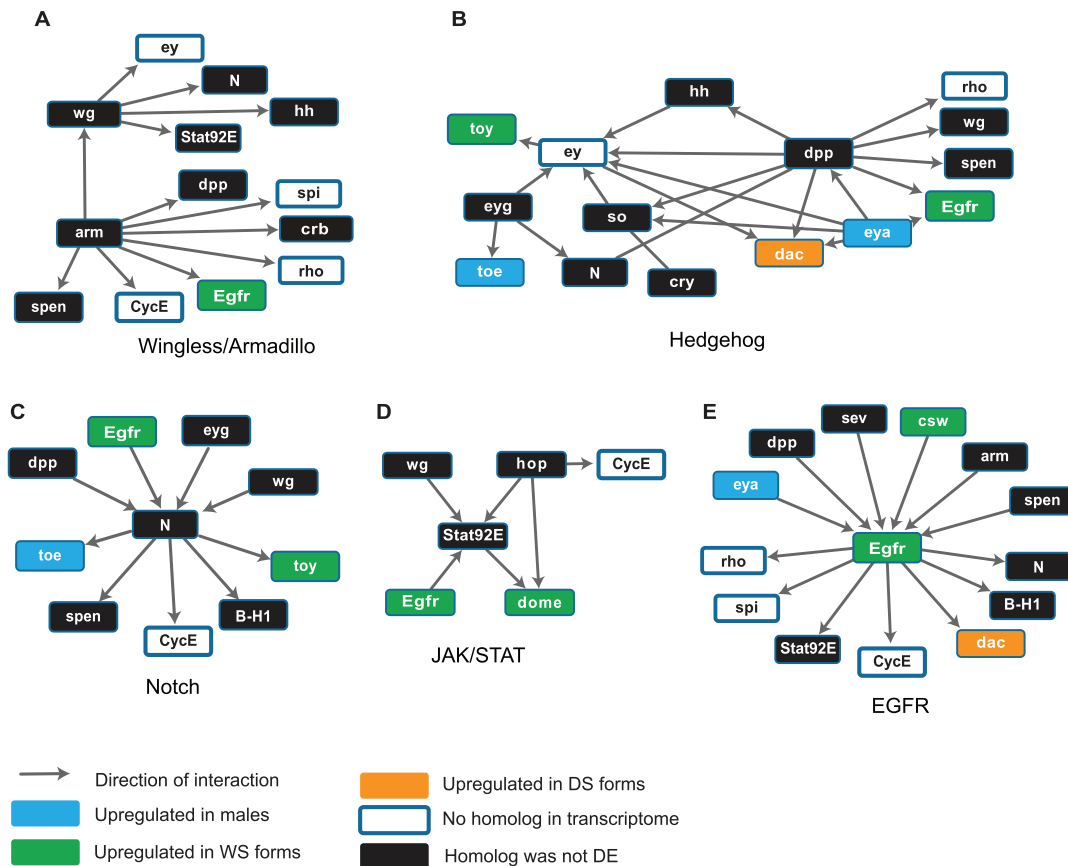 A
ey
N
wg
hh
Stat92E
dpp
spi
arm
crb
rho
Egfr
spen
CycE
Wingless/Armadillo
B
hh
rho
toy
wg
ey
dpp
spen
eyg
so
Egfr
eya
dac
toe
N
cry
Hedgehog
C
Egfr
eyg
dpp
wg
N
toe
toy
spen
B-H1
CycE
Notch
D
wg
hop
CycE
Stat92E
Egfr
dome
JAK/STAT
E
sev
csw
dpp
arm
eya
spen
Egfr
rho
N
spi
B-H1
Stat92E
dac
CycE
EGFR
Direction of interaction
Upregulated in males
Upregulated in WS forms
Upregulated in DS forms
No homolog in transcriptome
Homolog was not DE